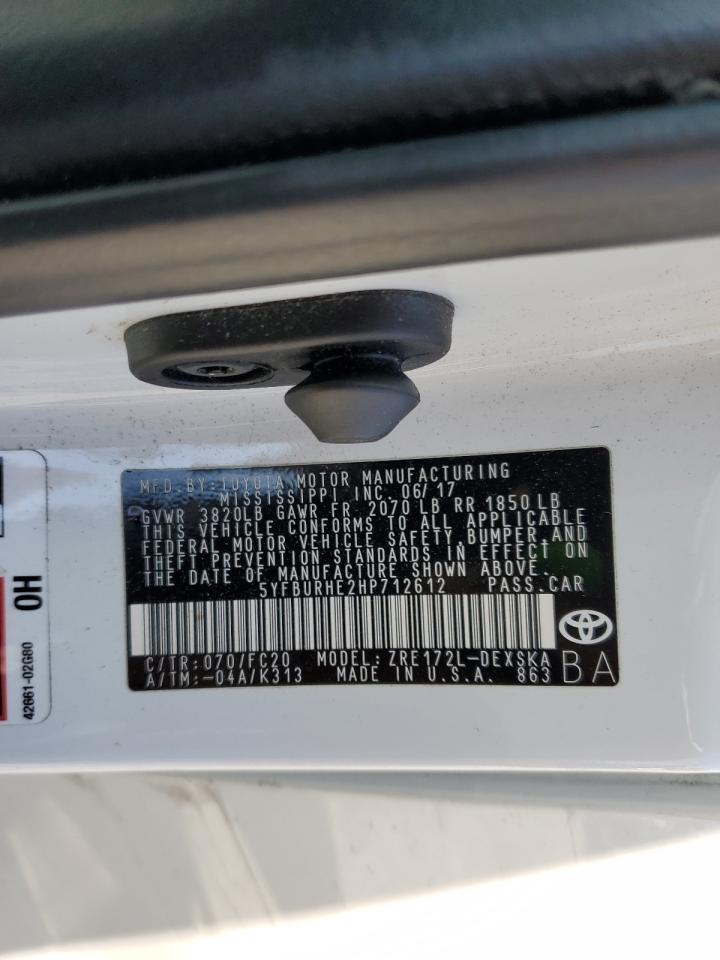 MFD. BY: TOYOTA MOTOR MANUFACTURING
MISSISSIPPI INC. 06/17
GVWR 3820LB GAWR FR 2070 LB RR 1850 LB
THIS VEHICLE CONFORMS TO ALL APPLICABLE
FEDERAL MOTOR VEHICLE SAFETY, BUMPER, AND
THEFT PREVENTION STANDARDS IN EFFECT ON
THE DATE OF MANUFACTURE SHOWN ABOVE.
5YFBURHE2HP712612 PASS. CAR
C/TR: 070/FC20 MODEL: ZRE172L-DEXSKA
A/TM: -04A/K313 MADE IN U.S.A. 863 BA
OH
42661-02G80